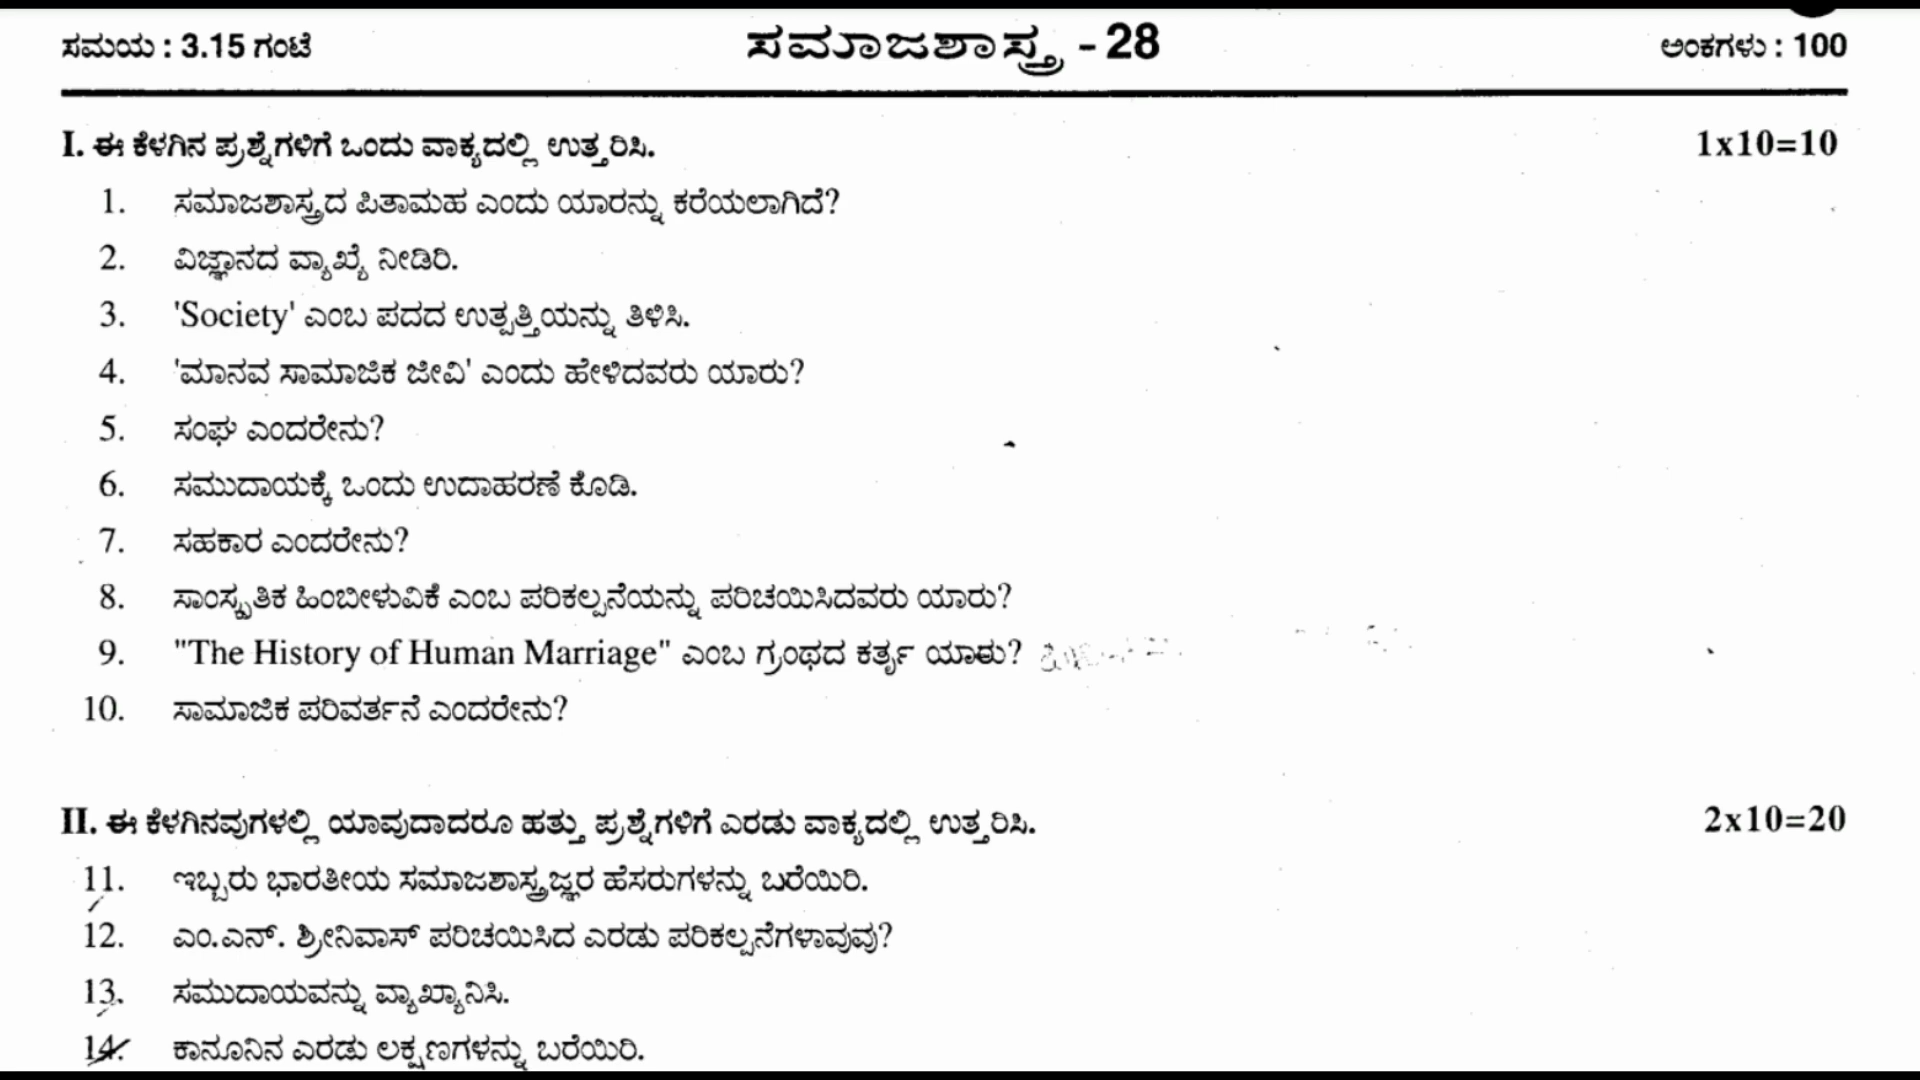 ಸಮಯ : 3.15 ಗಂಟೆ ಸಮಾಜಶಾಸ್ತ್ರ - 28 ಅಂಕಗಳು : 100
I. ಈ ಕೆಳಗಿನ ಪ್ರಶ್ನೆಗಳಿಗೆ ಒಂದು ವಾಕ್ಯದಲ್ಲಿ ಉತ್ತರಿಸಿ. 1x10=10
1. ಸಮಾಜಶಾಸ್ತ್ರದ ಪಿತಾಮಹ ಎಂದು ಯಾರನ್ನು ಕರೆಯಲಾಗಿದೆ?
2. ವಿಜ್ಞಾನದ ವ್ಯಾಖ್ಯೆ ನೀಡಿರಿ.
3. 'Society' ಎಂಬ ಪದದ ಉತ್ಪತ್ತಿಯನ್ನು ತಿಳಿಸಿ.
4. 'ಮಾನವ ಸಾಮಾಜಿಕ ಜೀವಿ' ಎಂದು ಹೇಳಿದವರು ಯಾರು?
5. ಸಂಘ ಎಂದರೇನು?
6. ಸಮುದಾಯಕ್ಕೆ ಒಂದು ಉದಾಹರಣೆ ಕೊಡಿ.
7. ಸಹಕಾರ ಎಂದರೇನು?
8. ಸಾಂಸ್ಕೃತಿಕ ಹಿಂಬೀಳುವಿಕೆ ಎಂಬ ಪರಿಕಲ್ಪನೆಯನ್ನು ಪರಿಚಯಿಸಿದವರು ಯಾರು?
9. "The History of Human Marriage" ಎಂಬ ಗ್ರಂಥದ ಕರ್ತೃ ಯಾರು?
10. ಸಾಮಾಜಿಕ ಪರಿವರ್ತನೆ ಎಂದರೇನು?
II. ಈ ಕೆಳಗಿನವುಗಳಲ್ಲಿ ಯಾವುದಾದರೂ ಹತ್ತು ಪ್ರಶ್ನೆಗಳಿಗೆ ಎರಡು ವಾಕ್ಯದಲ್ಲಿ ಉತ್ತರಿಸಿ. 2x10=20
11. ಇಬ್ಬರು ಭಾರತೀಯ ಸಮಾಜಶಾಸ್ತ್ರಜ್ಞರ ಹೆಸರುಗಳನ್ನು ಬರೆಯಿರಿ.
12. ಎಂ.ಎನ್. ಶ್ರೀನಿವಾಸ್ ಪರಿಚಯಿಸಿದ ಎರಡು ಪರಿಕಲ್ಪನೆಗಳಾವುವು?
13. ಸಮುದಾಯವನ್ನು ವ್ಯಾಖ್ಯಾನಿಸಿ.
14. ಕಾನೂನಿನ ಎರಡು ಲಕ್ಷಣಗಳನ್ನು ಬರೆಯಿರಿ.